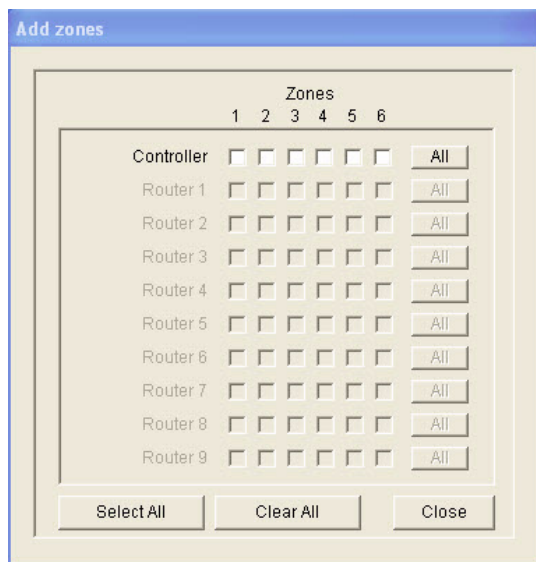 Add zones
Zones
1 2 3 4 5 6
Controller All
Router 1 All
Router 2 All
Router 3 All
Router 4 All
Router 5 All
Router 6 All
Router 7 All
Router 8 All
Router 9 All
Select All Clear All Close